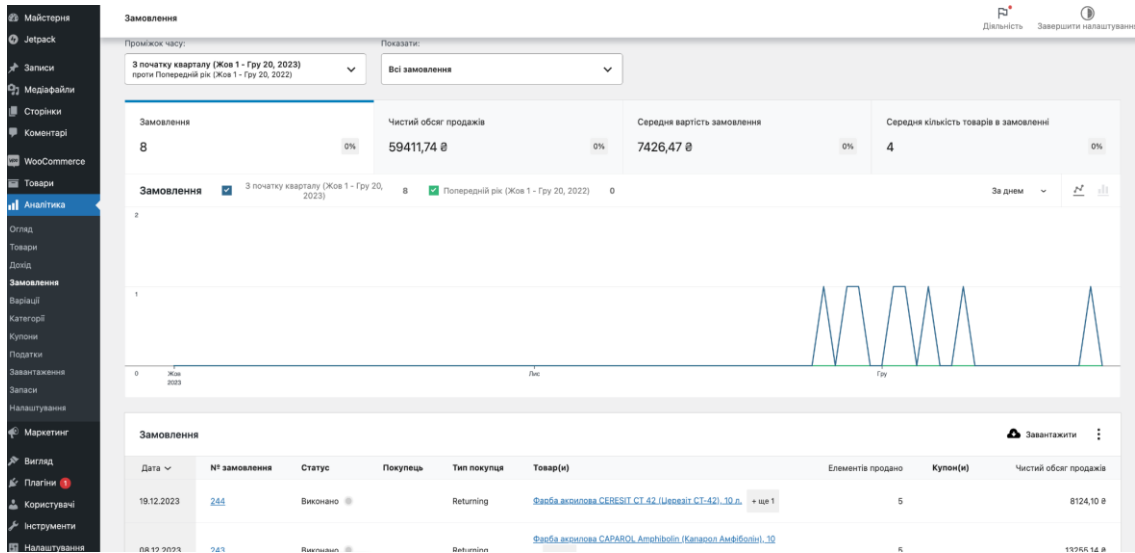 Майстерня
Jetpack
Записи
Медіафайли
Сторінки
Коментарі
WooCommerce
Товари
Аналітика
Огляд
Товари
Дохід
Замовлення
Варіації
Категорії
Купони
Податки
Завантаження
Запаси
Налаштування
Маркетинг
Вигляд
Плагіни 1
Користувачі
Інструменти
Налаштування
Замовлення
Діяльність
Завершити налаштування
Проміжок часу:
Показати:
З початку кварталу (Жов 1 - Гру 20, 2023)
проти Попередній рік (Жов 1 - Гру 20, 2022)
Всі замовлення
Замовлення
8 0%
Чистий обсяг продажів
59411,74 ₴ 0%
Середня вартість замовлення
7426,47 ₴ 0%
Середня кількість товарів в замовленні
4 0%
Замовлення
З початку кварталу (Жов 1 - Гру 20,
2023)
8
Попередній рік (Жов 1 - Гру 20, 2022) 0
За днем
2
1
0
Жов
2023
Лис
Гру
Замовлення
Завантажити
Дата № замовлення Статус Покупець Тип покупця Товар(и) Елементів продано Купон(и) Чистий обсяг продажів
19.12.2023 244 Виконано Returning Фарба акрилова CERESIT CT 42 (Церезіт СТ-42), 10 л. + ще 1 5 8124,10 ₴
Фарба акрилова CAPAROL Amphibolin (Капарол Амфіболін), 10
08.12.2023 243 Виконано Returning 5 13255,14 ₴